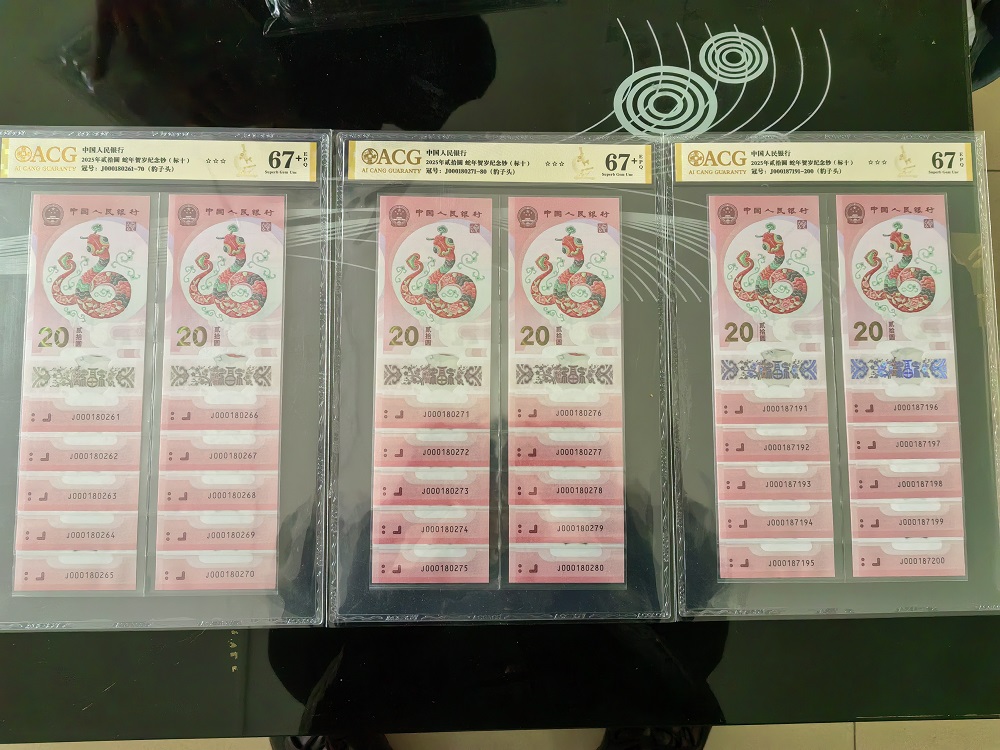 ACG
AI CANG GUARANTY
中国人民银行
2025年贰拾圆 蛇年贺岁纪念钞（标十）
冠号：J000180261-70（豹子头）
☆☆☆
67+
EPQ
Superb Gem Unc
中国人民银行
20
贰拾圆
J000180261
J000180262
J000180263
J000180264
J000180265
中国人民银行
20
贰拾圆
J000180266
J000180267
J000180268
J000180269
J000180270
ACG
AI CANG GUARANTY
中国人民银行
2025年贰拾圆 蛇年贺岁纪念钞（标十）
冠号：J000180271-80（豹子头）
☆☆☆
67+
EPQ
Superb Gem Unc
中国人民银行
20
贰拾圆
J000180271
J000180272
J000180273
J000180274
J000180275
中国人民银行
20
贰拾圆
J000180276
J000180277
J000180278
J000180279
J000180280
ACG
AI CANG GUARANTY
中国人民银行
2025年贰拾圆 蛇年贺岁纪念钞（标十）
冠号：J000187191-200（豹子头）
☆☆☆
67+
EPQ
Superb Gem Unc
中国人民银行
20
贰拾圆
J000187191
J000187192
J000187193
J000187194
J000187195
中国人民银行
20
贰拾圆
J000187196
J000187197
J000187198
J000187199
J000187200